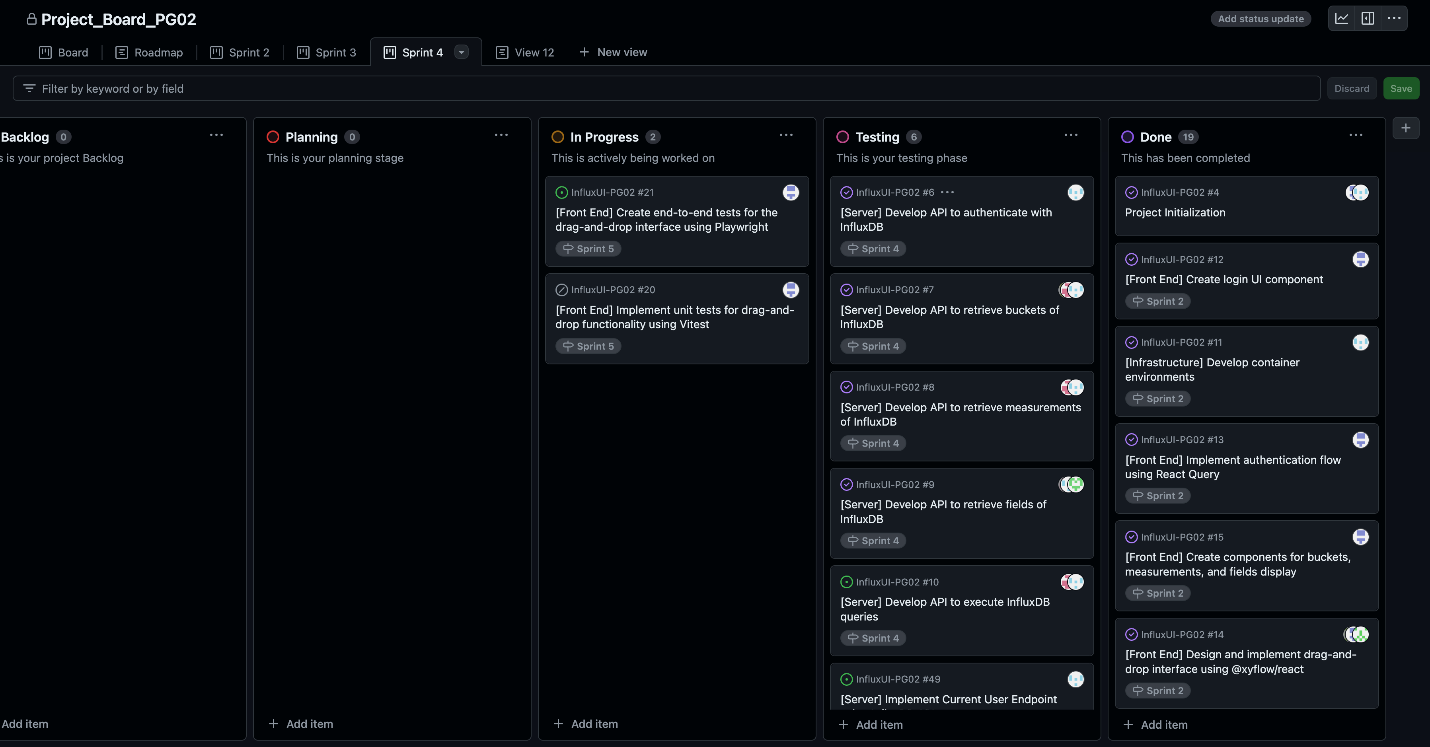 Project_Board_PG02
Add status update
Board
Roadmap
Sprint 2
Sprint 3
Sprint 4
View 12
New view
Filter by keyword or by field
Discard
Save
Backlog 0
s is your project Backlog
Add item
Planning 0
This is your planning stage
Add item
In Progress 2
This is actively being worked on
InfluxUI-PG02 #21
[Front End] Create end-to-end tests for the
drag-and-drop interface using Playwright
Sprint 5
InfluxUI-PG02 #20
[Front End] Implement unit tests for drag-and-
drop functionality using Vitest
Sprint 5
Add item
Testing 6
This is your testing phase
InfluxUI-PG02 #6
[Server] Develop API to authenticate with
InfluxDB
Sprint 4
InfluxUI-PG02 #7
[Server] Develop API to retrieve buckets of
InfluxDB
Sprint 4
InfluxUI-PG02 #8
[Server] Develop API to retrieve measurements
of InfluxDB
Sprint 4
InfluxUI-PG02 #9
[Server] Develop API to retrieve fields of
InfluxDB
Sprint 4
InfluxUI-PG02 #10
[Server] Develop API to execute InfluxDB
queries
Sprint 4
InfluxUI-PG02 #49
[Server] Implement Current User Endpoint
Add item
Done 19
This has been completed
InfluxUI-PG02 #4
Project Initialization
InfluxUI-PG02 #12
[Front End] Create login UI component
Sprint 2
InfluxUI-PG02 #11
[Infrastructure] Develop container
environments
Sprint 2
InfluxUI-PG02 #13
[Front End] Implement authentication flow
using React Query
Sprint 2
InfluxUI-PG02 #15
[Front End] Create components for buckets,
measurements, and fields display
Sprint 2
InfluxUI-PG02 #14
[Front End] Design and implement drag-and-
drop interface using @xyflow/react
Sprint 2
Add item